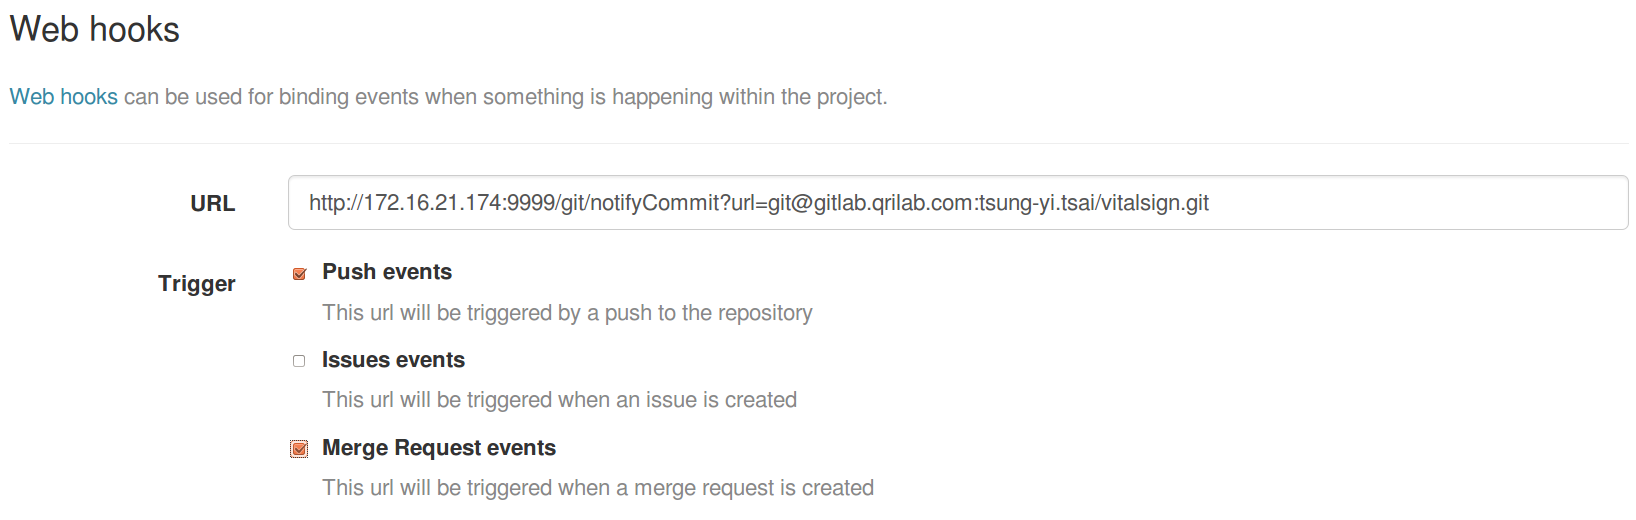 Web hooks
Web hooks can be used for binding events when something is happening within the project.
URL http://172.16.21.174:9999/git/notifyCommit?url=git@gitlab.qrilab.com:tsung-yi.tsai/vitalsign.git
Trigger Push events
This url will be triggered by a push to the repository
Issues events
This url will be triggered when an issue is created
Merge Request events
This url will be triggered when a merge request is created